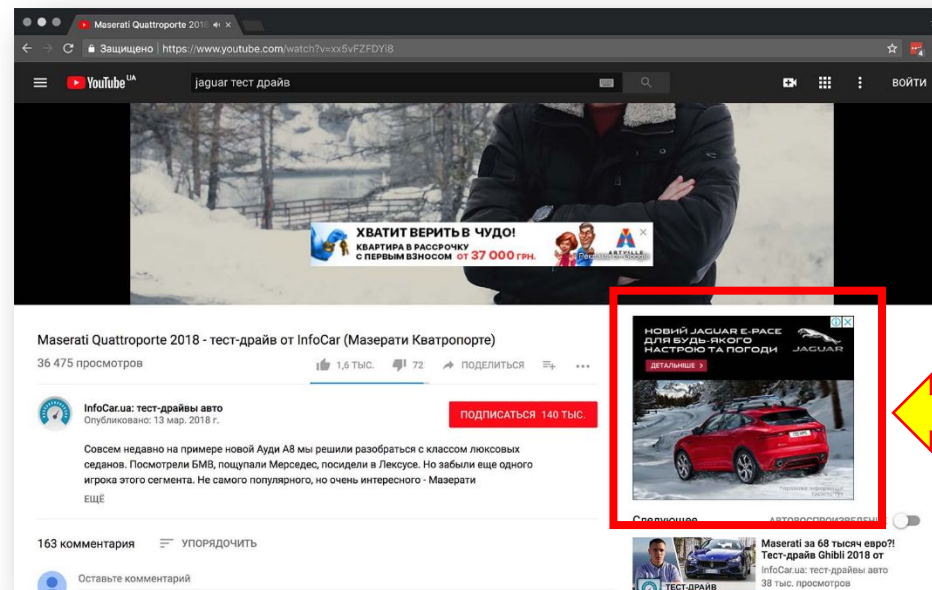 Maserati Quattroporte 2018
Защищено | https://www.youtube.com/watch?v=xx5vFZFDYi8
4
YouTube UA
jaguar тест драйв
ВОЙТИ
ХВАТИТ ВЕРИТЬ В ЧУДО!
КВАРТИРА В РАССРОЧКУ
С ПЕРВЫМ ВЗНОСОМ ОТ 37 000 ГРН.
ARTVILLE
Реклама от Google
Maserati Quattroporte 2018 - тест-драйв от InfoCar (Мазерати Кватропорте)
36 475 просмотров
1,6 ТЫС.
72
ПОДЕЛИТЬСЯ
InfoCar.ua: тест-драйвы авто
Опубликовано: 13 мар. 2018 г.
ПОДПИСАТЬСЯ 140 ТЫС.
Совсем недавно на примере новой Ауди А8 мы решили разобраться с классом люксовых
седанов. Посмотрели БМВ, пощупали Мерседес, посидели в Лексусе. Но забыли еще одного
игрока этого сегмента. Не самого популярного, но очень интересного - Мазерати
ЕЩЁ
163 комментария
УПОРЯДОЧИТЬ
Оставьте комментарий
НОВИЙ JAGUAR E-PACE
ДЛЯ БУДЬ-ЯКОГО
НАСТРОЮ ТА ПОГОДИ
JAGUAR
ДЕТАЛЬНІШЕ >
Следующее
АВТОВОСПРОИЗВЕДЕНИЕ
ТЕСТ-ДРАЙВ
Maserati за 68 тысяч евро?!
Тест-драйв Ghibli 2018 от
InfoCar.ua: тест-драйвы авто
38 тыс. просмотров